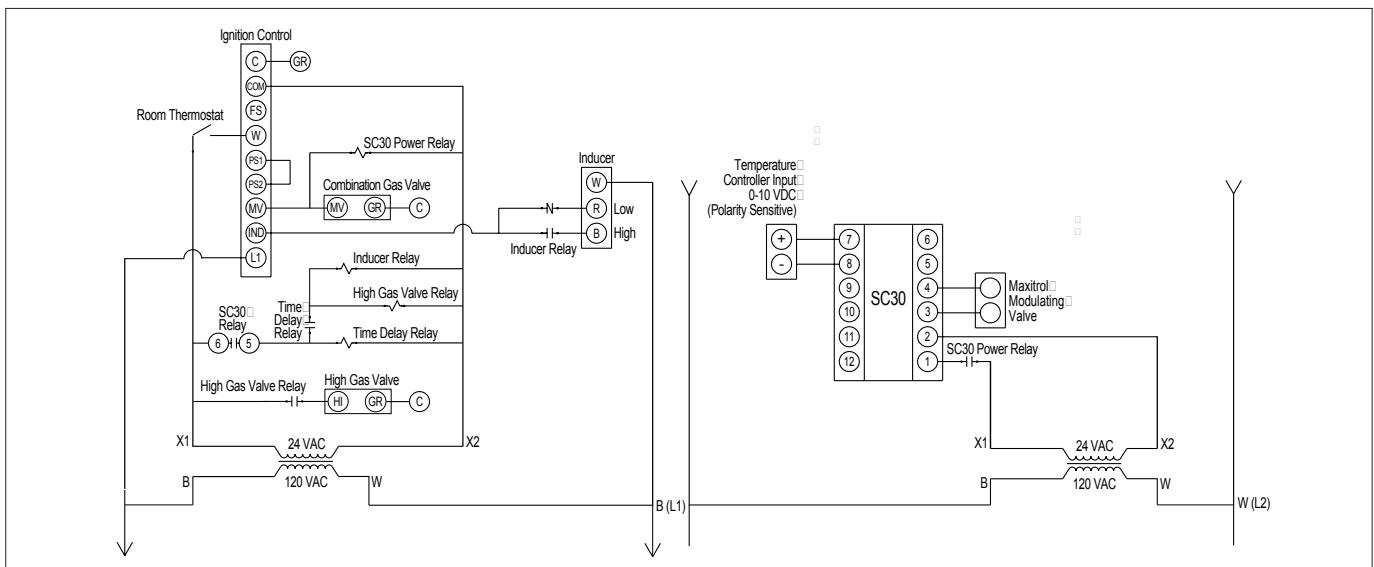 Ignition Control
C
GR
COM
FS
Room Thermostat
W
PS1
PS2
SC30 Power Relay
MV
Combination Gas Valve
MV
GR
C
IND
L1
Inducer
W
R
Low
B
High
Inducer Relay
Inducer Relay
High Gas Valve Relay
SC30
Relay
Time
Delay
Relay
6
5
Time Delay Relay
High Gas Valve Relay
High Gas Valve
HI
GR
C
X1
24 VAC
X2
B
120 VAC
W
B (L1)
Temperature
Controller Input
0-10 VDC
(Polarity Sensitive)
+
-
7
8
9
10
11
12
SC30
6
5
4
3
2
1
Maxitrol
Modulating
Valve
SC30 Power Relay
X1
24 VAC
X2
B
120 VAC
W
W (L2)